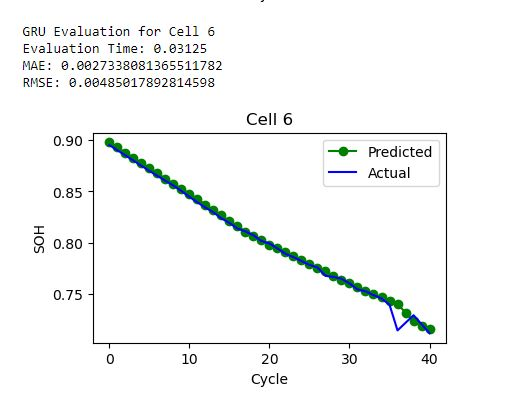 GRU Evaluation for Cell 6
Evaluation Time: 0.03125
MAE: 0.0027338081365511782
RMSE: 0.00485017892814598
Cell 6
Predicted
Actual
SOH
0.90
0.85
0.80
0.75
0
10
20
30
40
Cycle